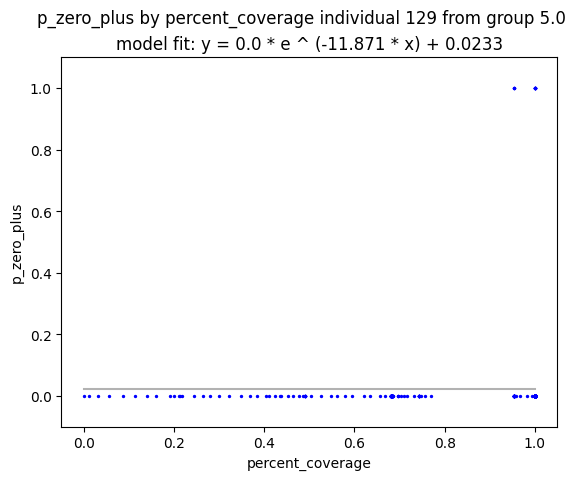 p_zero_plus by percent_coverage individual 129 from group 5.0
model fit: y = 0.0 * e ^ (-11.871 * x) + 0.0233
1.0
0.8
0.6
0.4
0.2
0.0
p_zero_plus
0.0 0.2 0.4 0.6 0.8 1.0
percent_coverage